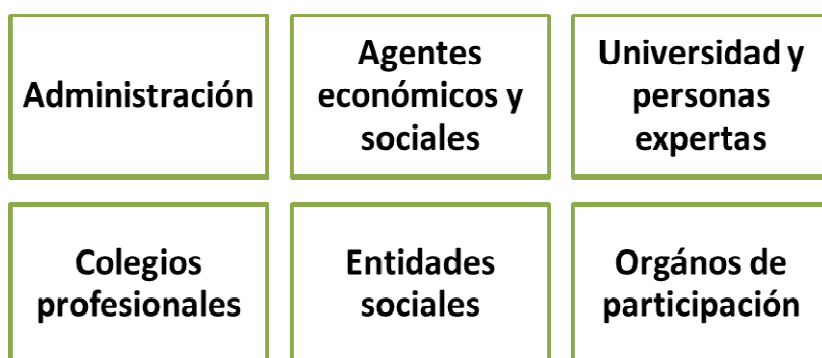 Administración
Agentes
económicos y
sociales
Universidad y
personas
expertas
Colegios
profesionales
Entidades
sociales
Orgános de
participación